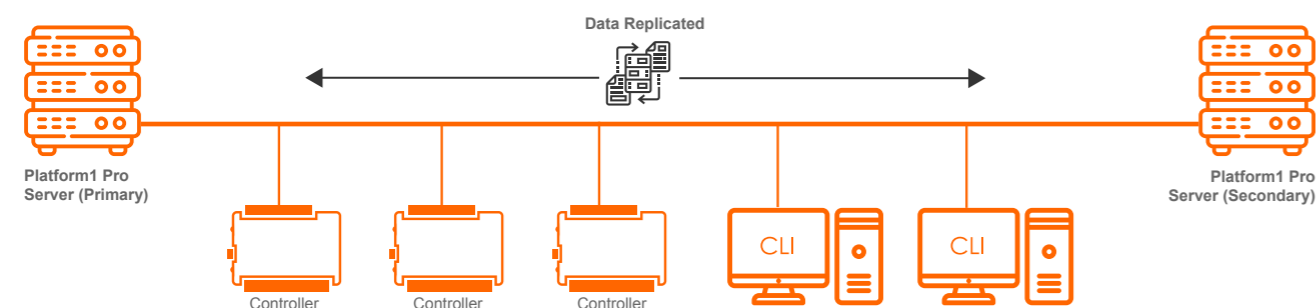 Data Replicated
Platform1 Pro
Server (Primary)
Platform1 Pro
Server (Secondary)
CLI
CLI
Controller
Controller
Controller